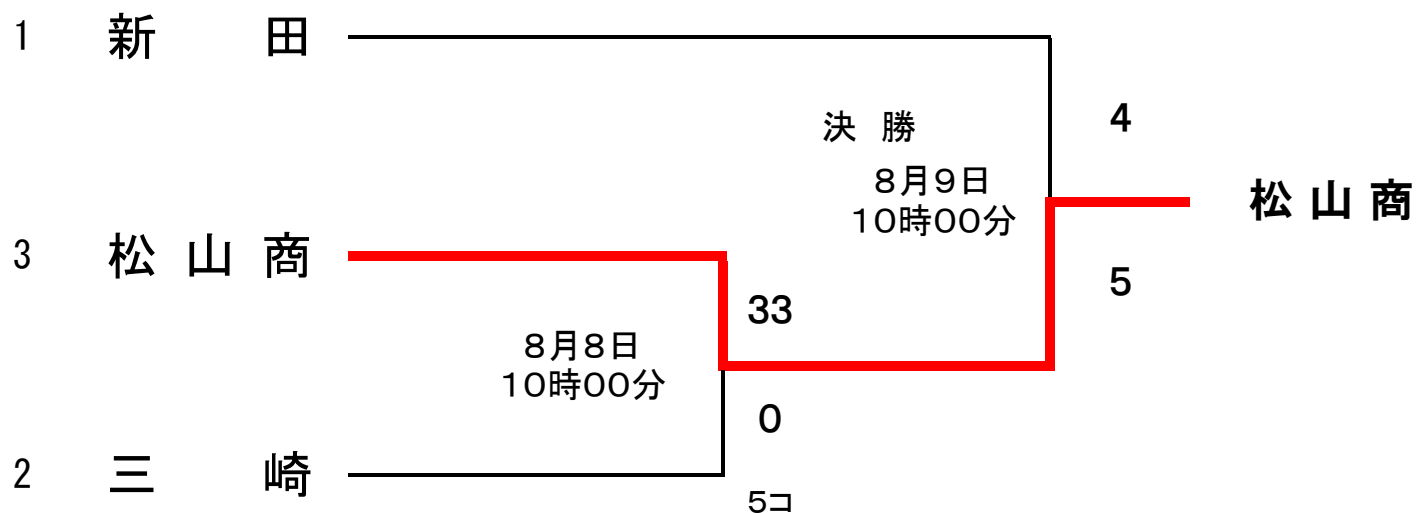 1 新 田
決 勝
4
8月9日
10時00分
松 山 商
3 松 山 商
5
33
8月8日
10時00分
0
2 三 崎
5コ